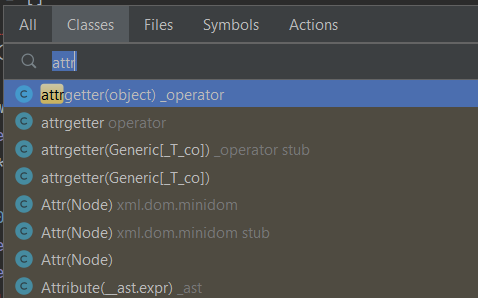 All Classes Files Symbols Actions
attr
C attrgetter(object) _operator
C attrgetter operator
C attrgetter(Generic[_T_co]) _operator stub
C attrgetter(Generic[_T_co])
C Attr(Node) xml.dom.minidom
C Attr(Node) xml.dom.minidom stub
C Attr(Node)
C Attribute(__ast.expr) _ast